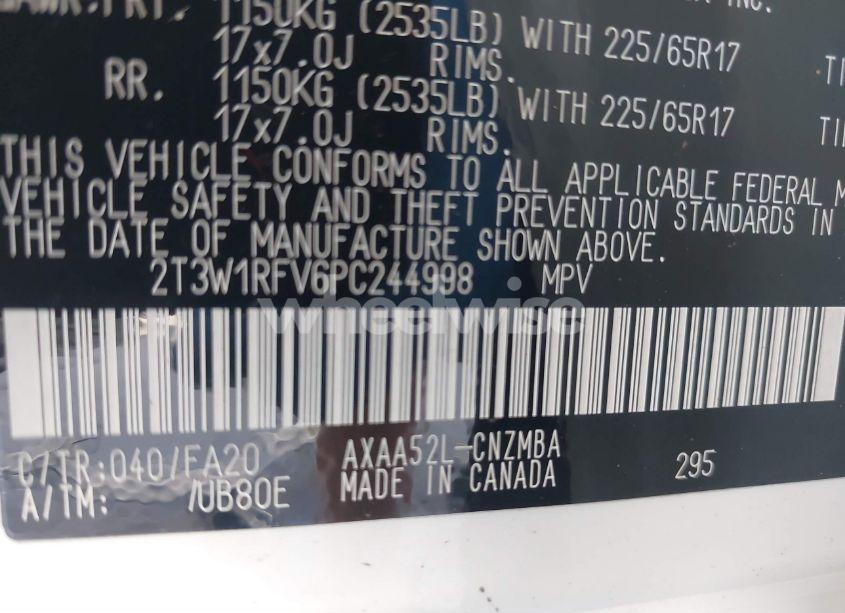 1150KG (2535LB) WITH 225/65R17
17x7.0J RIMS.
RR. 1150KG (2535LB) WITH 225/65R17
17x7.0J RIMS.
THIS VEHICLE CONFORMS TO ALL APPLICABLE FEDERAL M
VEHICLE SAFETY AND THEFT PREVENTION STANDARDS IN
THE DATE OF MANUFACTURE SHOWN ABOVE.
2T3W1RFV6PC244998 MPV
wheelwise
C/TR:040/FA20 AXAA52L-CNZMBA 295
A/TM: /UB80E MADE IN CANADA